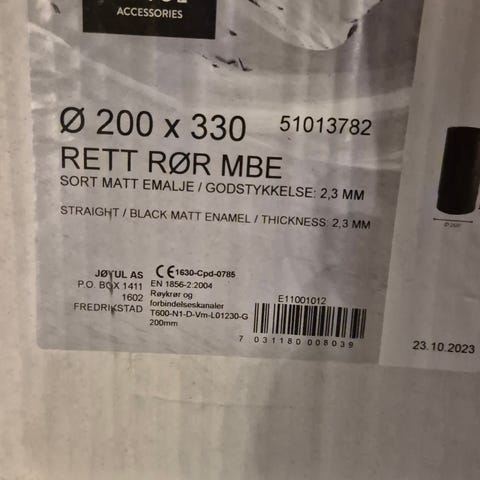 ACCESSORIES
Ø 200 x 330 51013782
RETT RØR MBE
SORT MATT EMALJE / GODSTYKKELSE: 2,3 MM
STRAIGHT / BLACK MATT ENAMEL / THICKNESS: 2,3 MM
JØTUL AS
P.O. BOX 1411
1602
FREDRIKSTAD
CE 1630-Cpd-0785
EN 1856-2:2004
Røykrør og
forbindelseskanaler
T600-N1-D-Vm-L01230-G
200mm
E11001012
7 031180 008039
23.10.2023